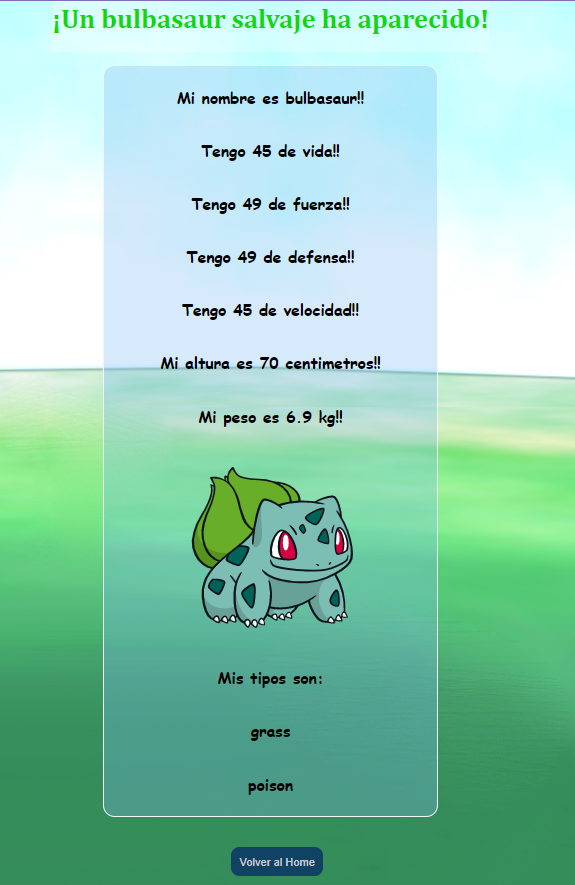 ¡Un bulbasaur salvaje ha aparecido!
Mi nombre es bulbasaur!!
Tengo 45 de vida!!
Tengo 49 de fuerza!!
Tengo 49 de defensa!!
Tengo 45 de velocidad!!
Mi altura es 70 centimetros!!
Mi peso es 6.9 kg!!
Mis tipos son:
grass
poison
Volver al Home